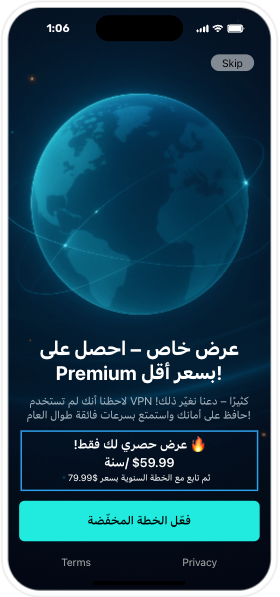 1:06
Skip
عرض خاص – احصل على
Premium بسعر أقل!
كثيرًا – دعنا نغيّر ذلك! VPN لاحظنا أنك لم تستخدم
حافظ على أمانك واستمتع بسرعات فائقة طوال العام!
🔥 عرض حصري لك فقط!
$59.99 /سنة
ثم تابع مع الخطة السنوية بسعر $79.99
فعّل الخطة المخفّضة
Terms
Privacy